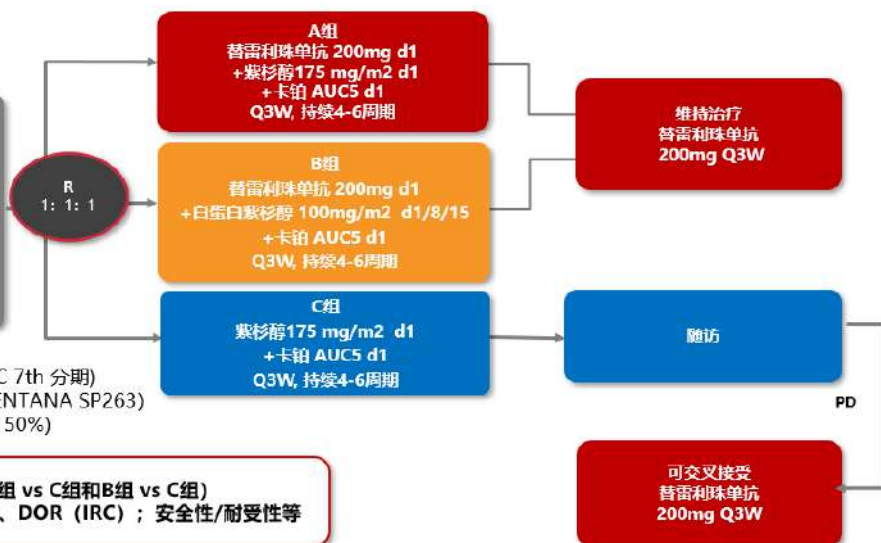 A组
替雷利珠单抗 200mg d1
+紫杉醇175 mg/m2 d1
+卡铂 AUC5 d1
Q3W, 持续4-6周期
维持治疗
替雷利珠单抗
200mg Q3W
R
1: 1: 1
B组
替雷利珠单抗 200mg d1
+白蛋白紫杉醇 100mg/m2 d1/8/15
+卡铂 AUC5 d1
Q3W, 持续4-6周期
C组
紫杉醇175 mg/m2 d1
+卡铂 AUC5 d1
Q3W, 持续4-6周期
随访
C 7th 分期)
ENTANA SP263)
50%)
PD
组 vs C组和B组 vs C组)
、DOR（IRC）；安全性/耐受性等
可交叉接受
替雷利珠单抗
200mg Q3W